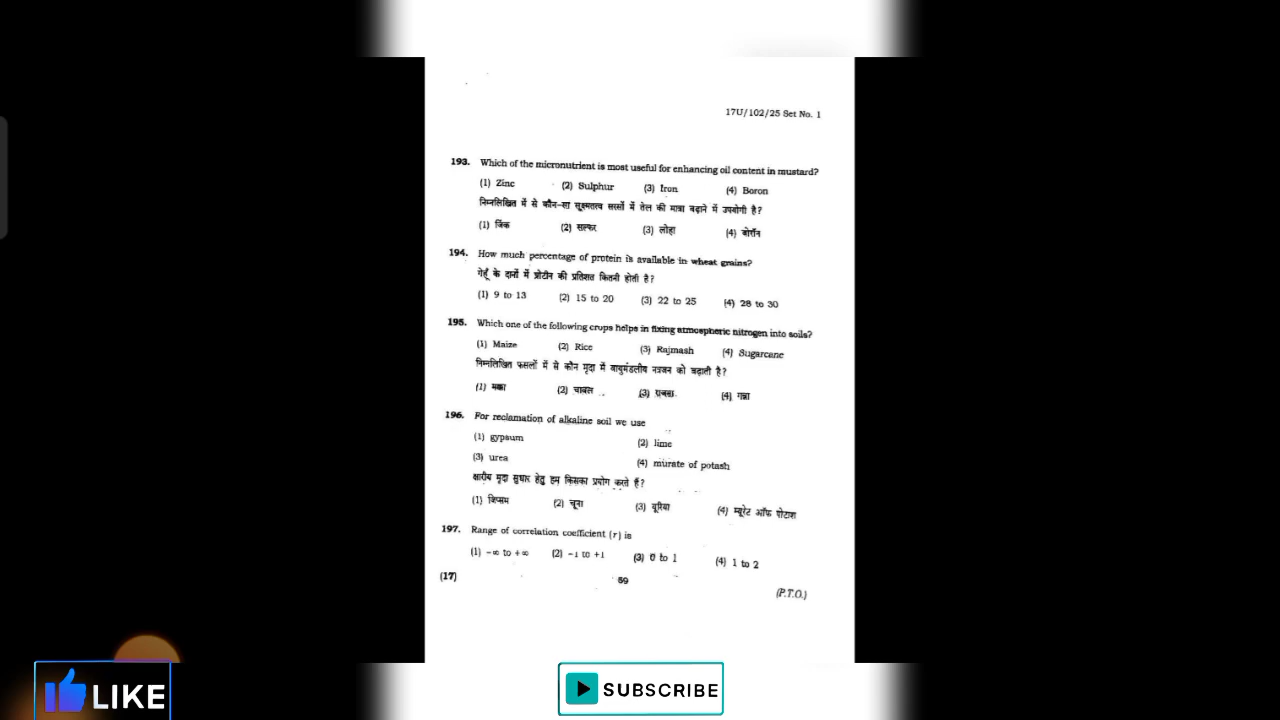 17U/102/25 Set No. 1
193. Which of the micronutrient is most useful for enhancing oil content in mustard?
(1) Zinc (2) Sulphur (3) Iron (4) Boron
निम्नलिखित में से कौन-सा सूक्ष्मतत्व सरसों में तेल की मात्रा बढ़ाने में उपयोगी है?
(1) जिंक (2) सल्फर (3) लोहा (4) बोरॉन
194. How much percentage of protein is available in wheat grains?
गेहूँ के दानों में प्रोटीन की प्रतिशत कितनी होती है?
(1) 9 to 13 (2) 15 to 20 (3) 22 to 25 (4) 28 to 30
195. Which one of the following crups helps in fixing atmospheric nitrogen into soils?
(1) Maize (2) Rice (3) Rajmash (4) Sugarcane
निम्नलिखित फसलों में से कौन मृदा में वायुमंडलीय नत्रजन को बढ़ाती है?
(1) मक्का (2) चावल (3) (4) गन्ना
196. For reclamation of alkaline soil we use
(1) gypsum (2) lime
(3) urea (4) murate of potash
क्षारीय मृदा सुधार हेतु हम किसका प्रयोग करते हैं?
(1) जिप्सम (2) चूना (3) यूरिया (4) म्यूरेट ऑफ पोटाश
197. Range of correlation coefficient (r) is
(1) -∞ to +∞ (2) -1 to +1 (3) 0 to 1 (4) 1 to 2
(17) 59
(P.T.O.)
LIKE
SUBSCRIBE